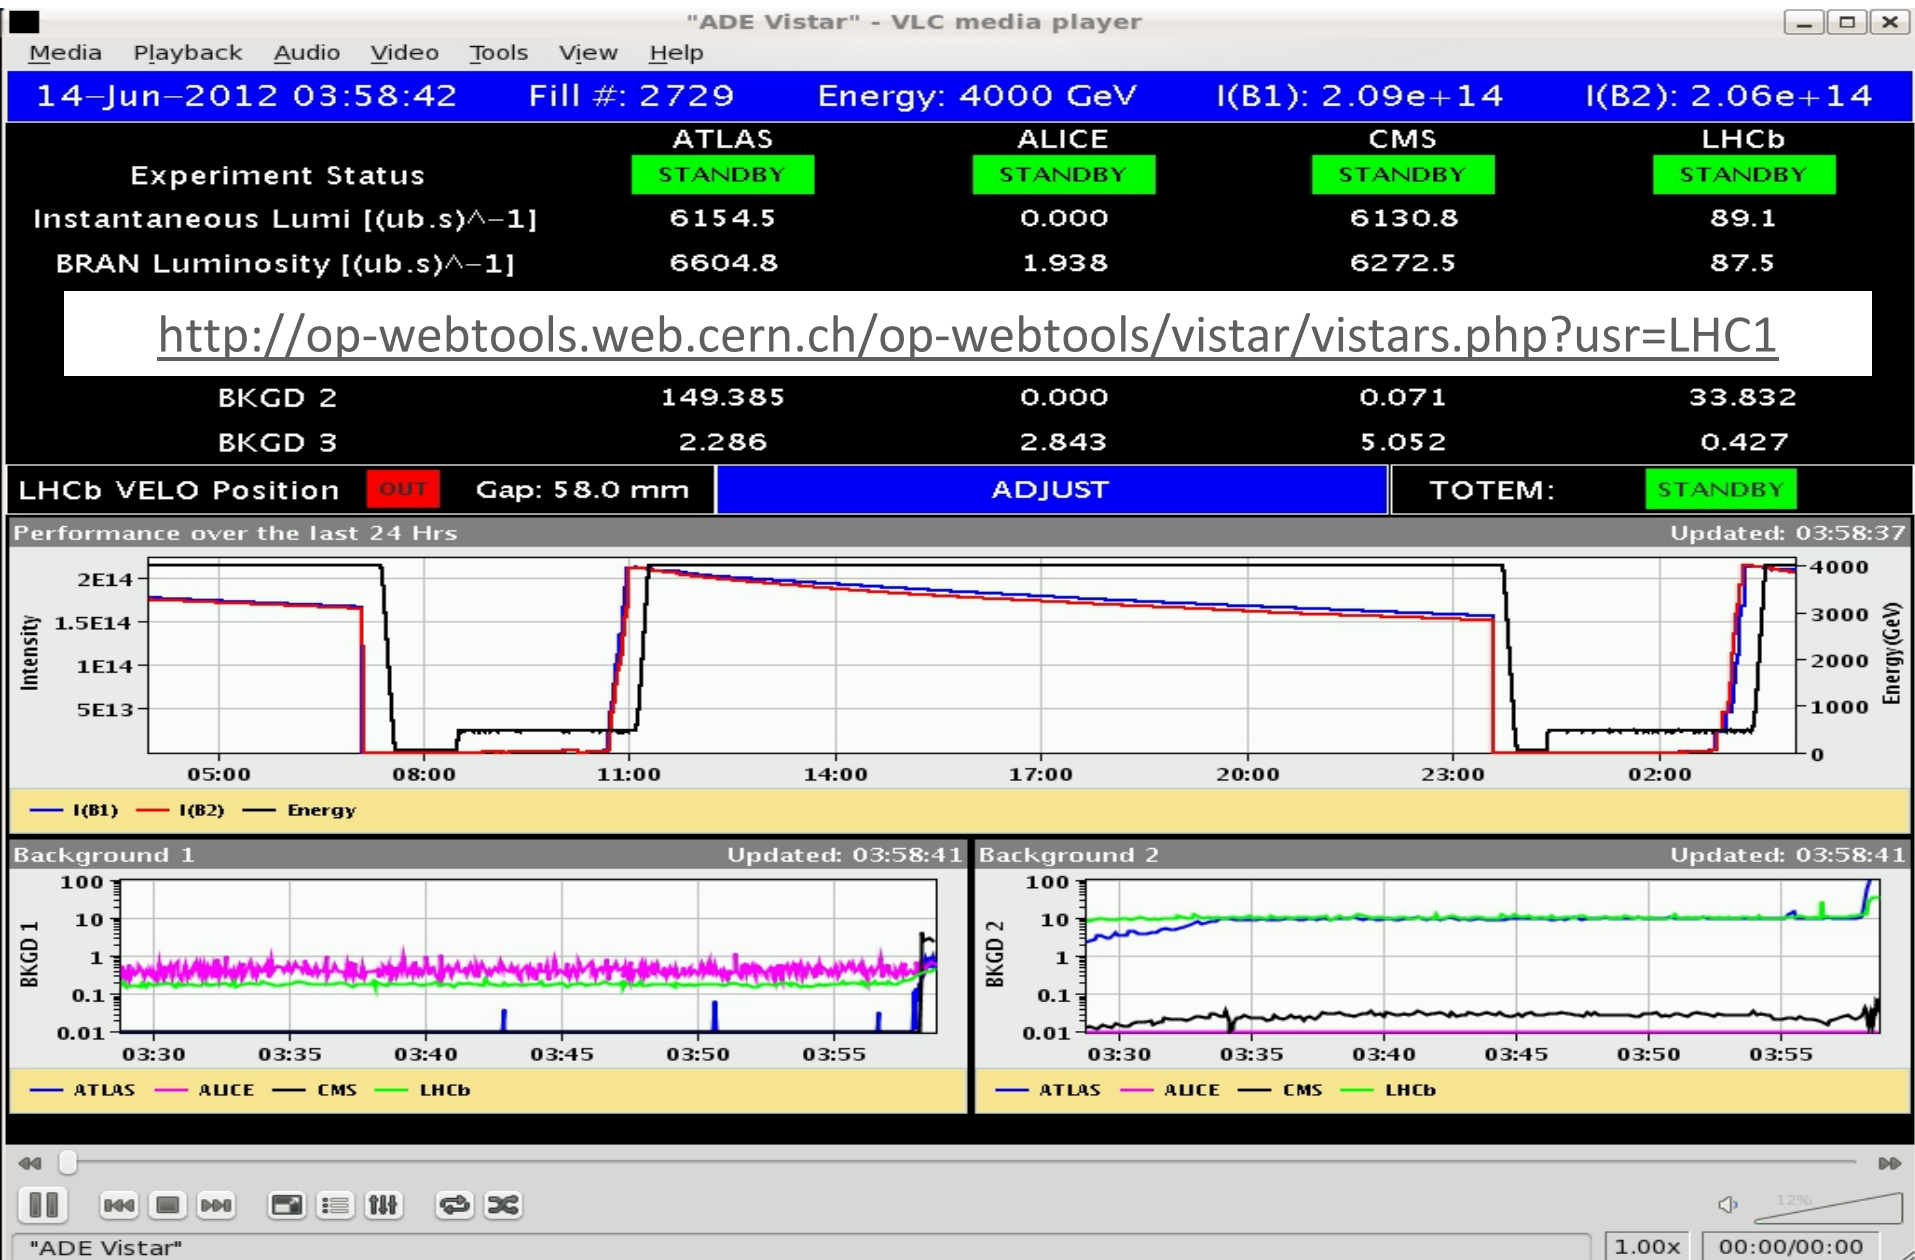 "ADE Vistar" - VLC media player
Media Playback Audio Video Tools View Help
14-Jun-2012 03:58:42 Fill #: 2729 Energy: 4000 GeV I(B1): 2.09e+14 I(B2): 2.06e+14
ATLAS ALICE CMS LHCb
Experiment Status STANDBY STANDBY STANDBY STANDBY
Instantaneous Lumi [(ub.s)^-1] 6154.5 0.000 6130.8 89.1
BRAN Luminosity [(ub.s)^-1] 6604.8 1.938 6272.5 87.5
http://op-webtools.web.cern.ch/op-webtools/vistar/vistars.php?usr=LHC1
BKGD 2 149.385 0.000 0.071 33.832
BKGD 3 2.286 2.843 5.052 0.427
LHCb VELO Position OUT Gap: 58.0 mm ADJUST TOTEM: STANDBY
Performance over the last 24 Hrs Updated: 03:58:37
Intensity
2E14
1.5E14
1E14
5E13
4000
3000
2000
1000
0
Energy(GeV)
05:00 08:00 11:00 14:00 17:00 20:00 23:00 02:00
I(B1) I(B2) Energy
Background 1 Updated: 03:58:41
BKGD 1
100
10
1
0.1
0.01
03:30 03:35 03:40 03:45 03:50 03:55
ATLAS ALICE CMS LHCb
Background 2 Updated: 03:58:41
BKGD 2
100
10
1
0.1
0.01
03:30 03:35 03:40 03:45 03:50 03:55
ATLAS ALICE CMS LHCb
12%
"ADE Vistar" 1.00x 00:00/00:00